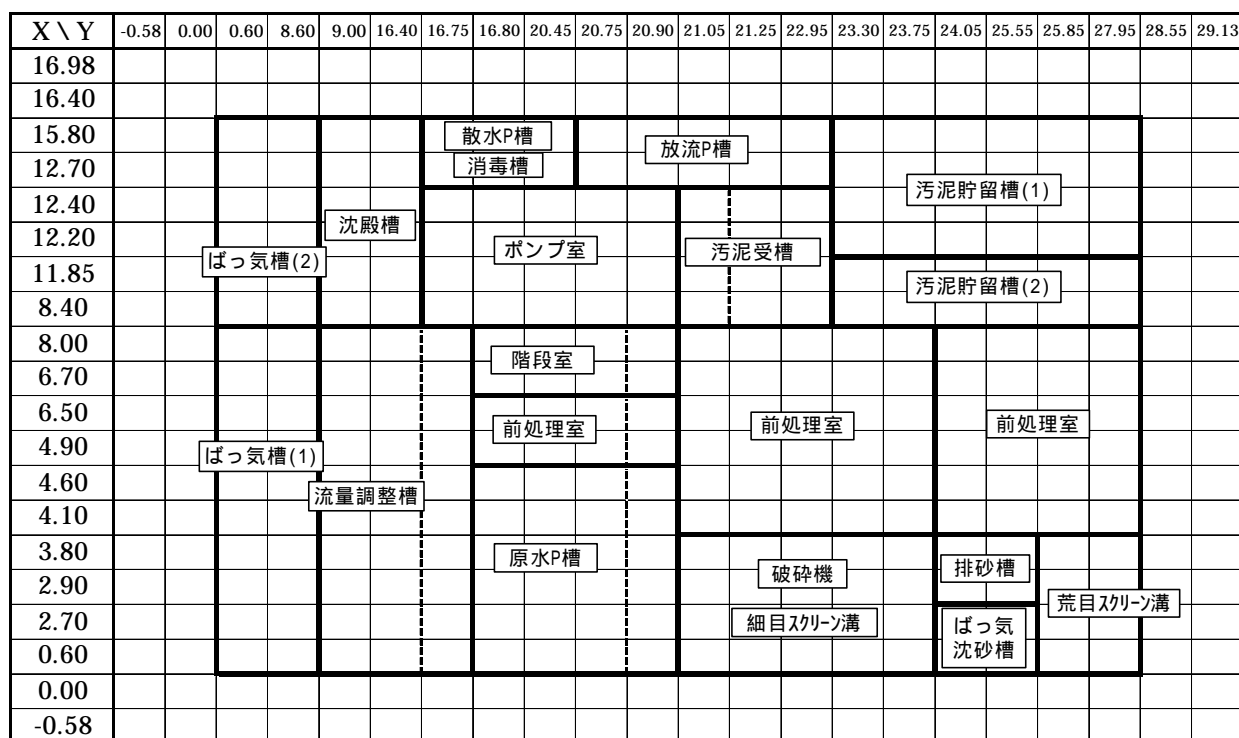 X \ Y -0.58 0.00 0.60 8.60 9.00 16.40 16.75 16.80 20.45 20.75 20.90 21.05 21.25 22.95 23.30 23.75 24.05 25.55 25.85 27.95 28.55 29.13
16.98
16.40
15.80 散水P槽 放流P槽
12.70 消毒槽
汚泥貯留槽(1)
12.40 沈殿槽
12.20 ばっ気槽(2) ポンプ室 汚泥受槽
11.85 汚泥貯留槽(2)
8.40
8.00 階段室
6.70
6.50 前処理室 前処理室 前処理室
4.90 ばっ気槽(1)
4.60 流量調整槽
4.10
3.80 原水P槽 破砕機 排砂槽
2.90 荒目スクリーン溝
2.70 細目スクリーン溝 ばっ気
0.60 沈砂槽
0.00
-0.58